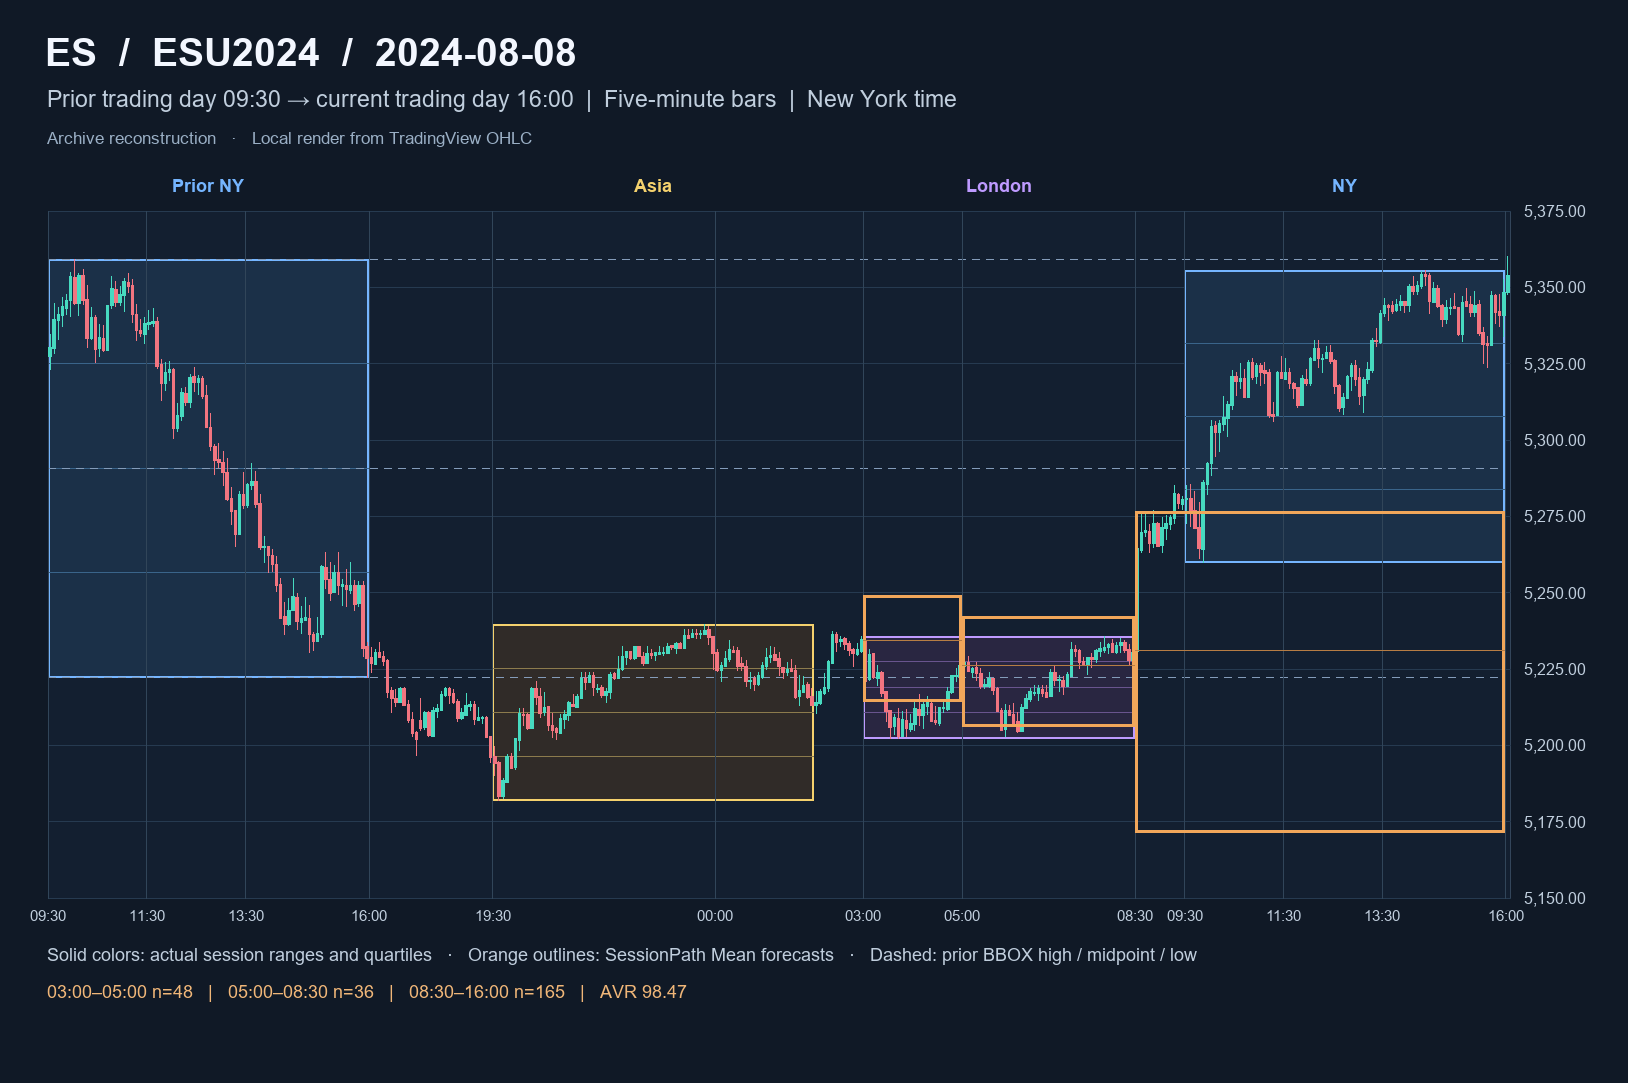 ES / ESU2024 / 2024-08-08
Prior trading day 09:30 → current trading day 16:00 | Five-minute bars | New York time
Archive reconstruction · Local render from TradingView OHLC
Prior NY Asia London NY
5,375.00
5,350.00
5,325.00
5,300.00
5,275.00
5,250.00
5,225.00
5,200.00
5,175.00
5,150.00
09:30 11:30 13:30 16:00 19:30 00:00 03:00 05:00 08:30 09:30 11:30 13:30 16:00
Solid colors: actual session ranges and quartiles · Orange outlines: SessionPath Mean forecasts · Dashed: prior BBOX high / midpoint / low
03:00–05:00 n=48 | 05:00–08:30 n=36 | 08:30–16:00 n=165 | AVR 98.47